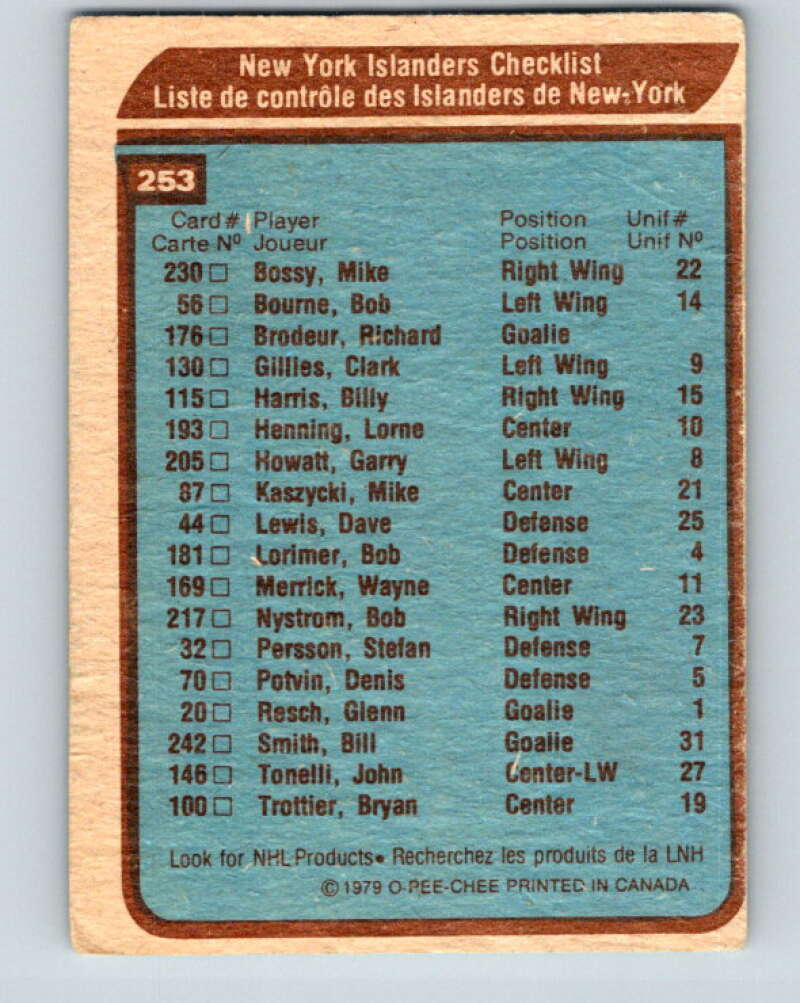 New York Islanders Checklist
Liste de contrôle des Islanders de New-York
253
Card # Player Position Unif #
Carte Nº Joueur Position Unif Nº
230 □ Bossy, Mike Right Wing 22
56 □ Bourne, Bob Left Wing 14
176 □ Brodeur, Richard Goalie
130 □ Gillies, Clark Left Wing 9
115 □ Harris, Billy Right Wing 15
193 □ Henning, Lorne Center 10
205 □ Howatt, Garry Left Wing 8
87 □ Kaszycki, Mike Center 21
44 □ Lewis, Dave Defense 25
181 □ Lorimer, Bob Defense 4
169 □ Merrick, Wayne Center 11
217 □ Nystrom, Bob Right Wing 23
32 □ Persson, Stefan Defense 7
70 □ Potvin, Denis Defense 5
20 □ Resch, Glenn Goalie 1
242 □ Smith, Bill Goalie 31
146 □ Tonelli, John Center-LW 27
100 □ Trottier, Bryan Center 19
Look for NHL Products• Recherchez les produits de la LNH
© 1979 O-PEE-CHEE PRINTED IN CANADA